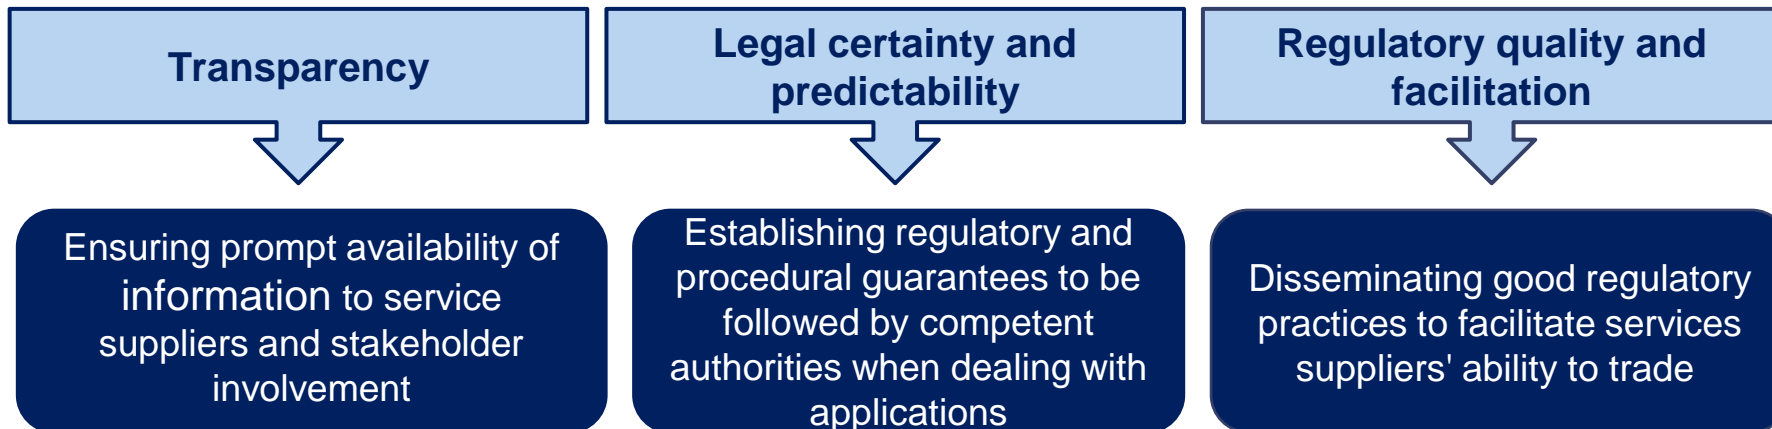 Transparency
Ensuring prompt availability of
information to service
suppliers and stakeholder
involvement
Legal certainty and
predictability
Establishing regulatory and
procedural guarantees to be
followed by competent
authorities when dealing with
applications
Regulatory quality and
facilitation
Disseminating good regulatory
practices to facilitate services
suppliers' ability to trade